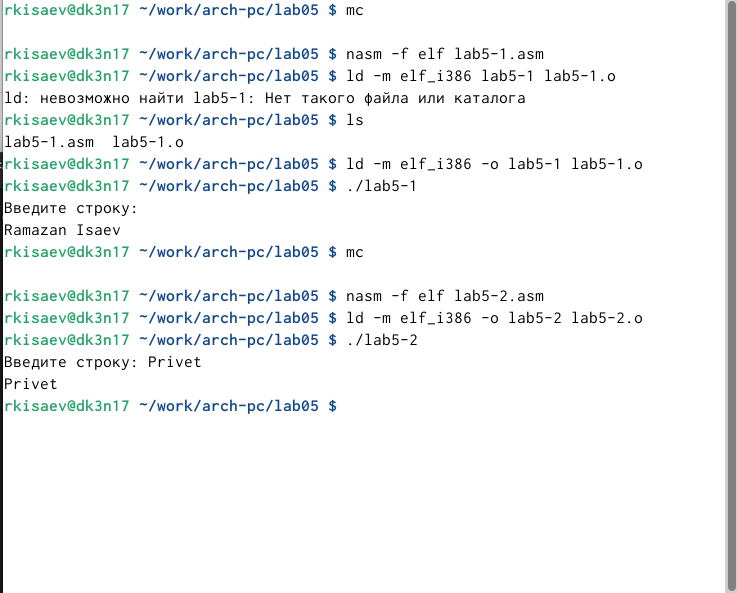 rkisaev@dk3n17 ~/work/arch-pc/lab05 $ mc
rkisaev@dk3n17 ~/work/arch-pc/lab05 $ nasm -f elf lab5-1.asm
rkisaev@dk3n17 ~/work/arch-pc/lab05 $ ld -m elf_i386 lab5-1 lab5-1.o
ld: невозможно найти lab5-1: Нет такого файла или каталога
rkisaev@dk3n17 ~/work/arch-pc/lab05 $ ls
lab5-1.asm  lab5-1.o
rkisaev@dk3n17 ~/work/arch-pc/lab05 $ ld -m elf_i386 -o lab5-1 lab5-1.o
rkisaev@dk3n17 ~/work/arch-pc/lab05 $ ./lab5-1
Введите строку:
Ramazan Isaev
rkisaev@dk3n17 ~/work/arch-pc/lab05 $ mc
rkisaev@dk3n17 ~/work/arch-pc/lab05 $ nasm -f elf lab5-2.asm
rkisaev@dk3n17 ~/work/arch-pc/lab05 $ ld -m elf_i386 -o lab5-2 lab5-2.o
rkisaev@dk3n17 ~/work/arch-pc/lab05 $ ./lab5-2
Введите строку: Privet
Privet
rkisaev@dk3n17 ~/work/arch-pc/lab05 $